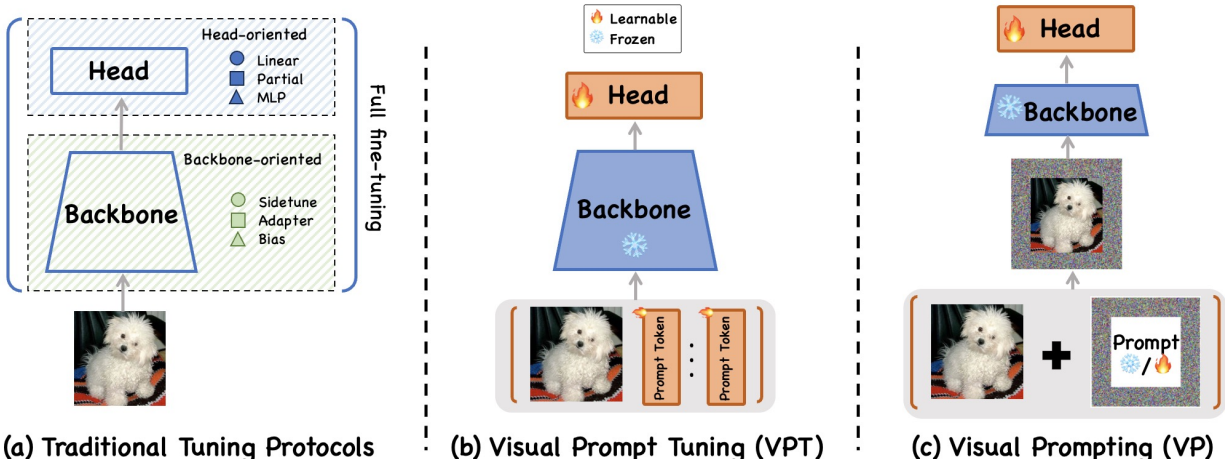 Head-oriented
Head
Linear
Partial
MLP
Backbone-oriented
Backbone
Sidetune
Adapter
Bias
Full fine-tuning
(a) Traditional Tuning Protocols
Learnable
Frozen
Head
Backbone
Prompt Token
Prompt Token
(b) Visual Prompt Tuning (VPT)
Head
Backbone
Prompt
/
(c) Visual Prompting (VP)